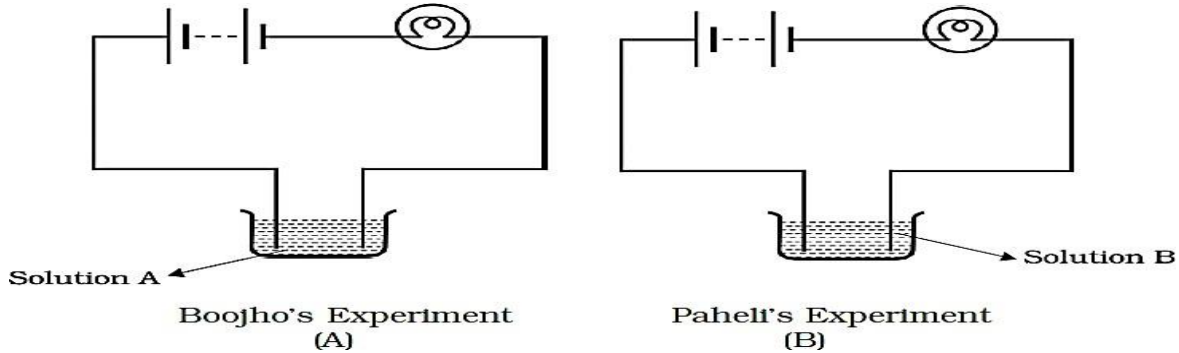 Solution A
Boojho's Experiment
(A)
Solution B
Paheli's Experiment
(B)